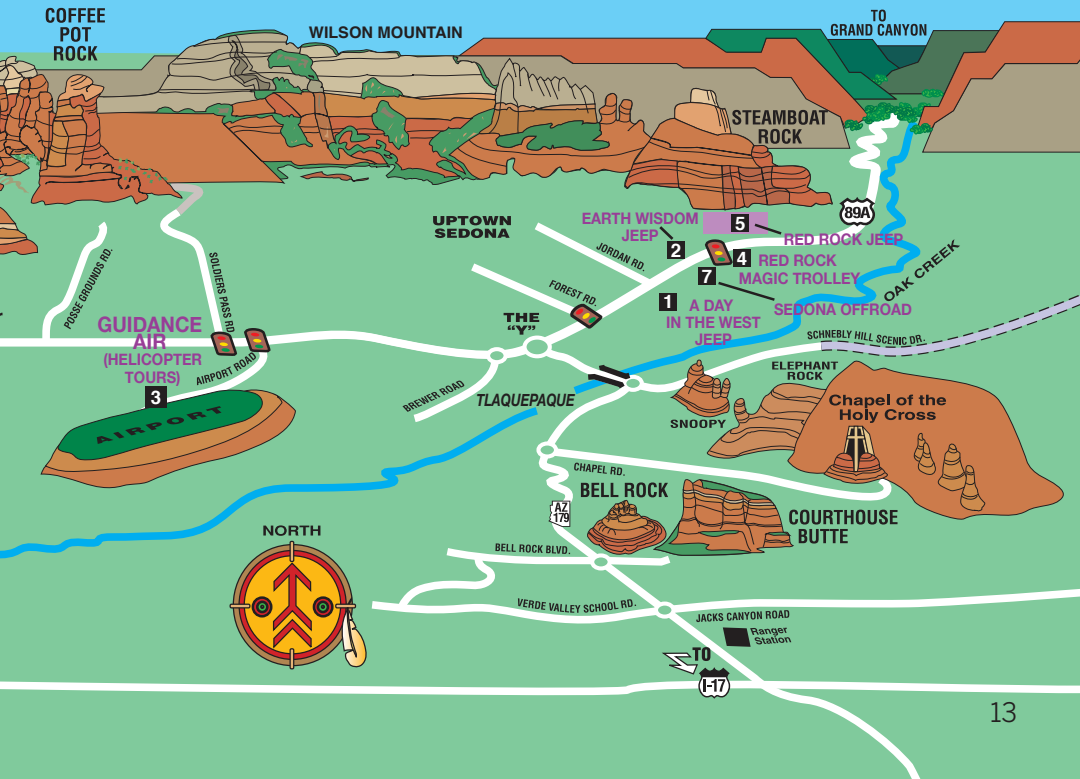 COFFEE
POT
ROCK
WILSON MOUNTAIN
TO
GRAND CANYON
STEAMBOAT
ROCK
89A
UPTOWN
SEDONA
EARTH WISDOM
JEEP
2
5
RED ROCK JEEP
4
RED ROCK
MAGIC TROLLEY
7
SEDONA OFFROAD
1
A DAY
IN THE WEST
JEEP
JORDAN RD.
FOREST RD.
OAK CREEK
POSSE GROUNDS RD.
SOLDIERS PASS RD.
GUIDANCE
AIR
(HELICOPTER
TOURS)
3
AIRPORT ROAD
AIRPORT
THE
“Y”
BREWER ROAD
TLAQUEPAQUE
SCHNEBLY HILL SCENIC DR.
ELEPHANT
ROCK
SNOOPY
Chapel of the
Holy Cross
CHAPEL RD.
BELL ROCK
AZ
179
COURTHOUSE
BUTTE
NORTH
BELL ROCK BLVD.
VERDE VALLEY SCHOOL RD.
JACKS CANYON ROAD
Ranger
Station
TO
I-17
13